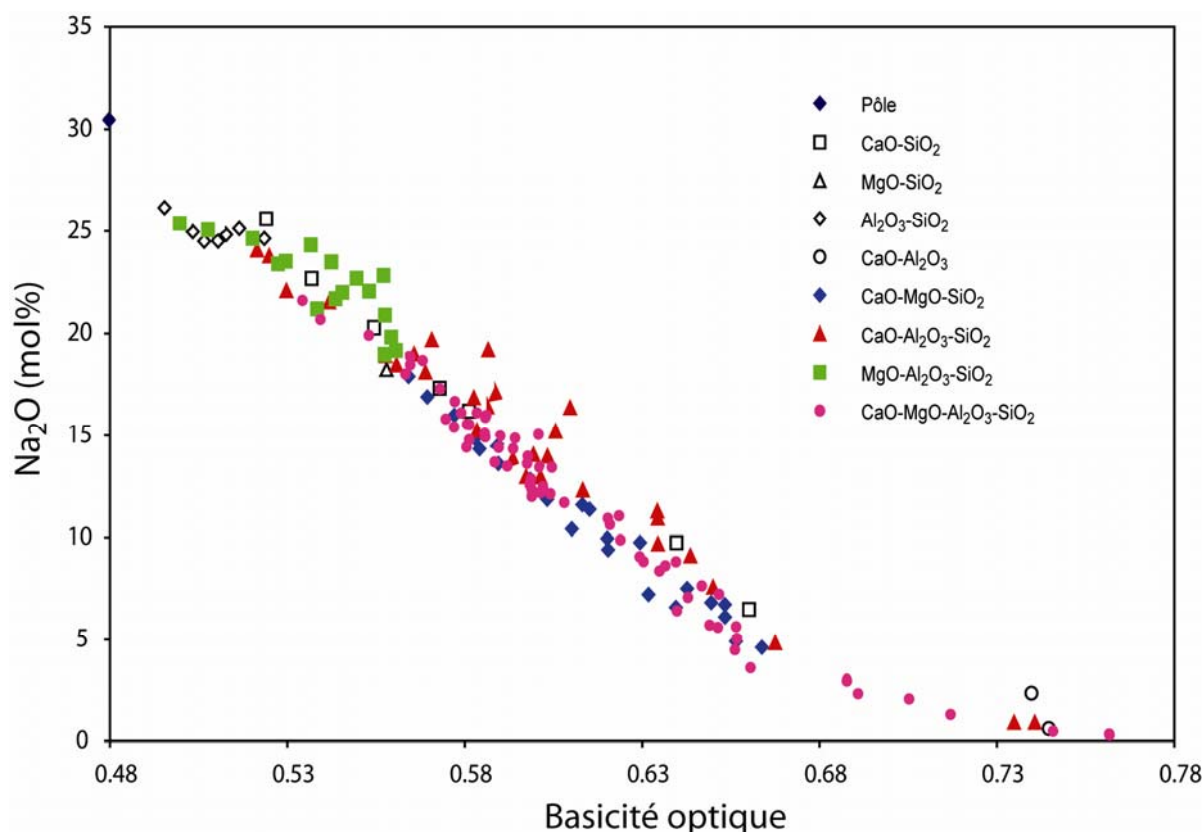 35
30
25
20
15
10
5
0
Na₂O (mol%)
0.48 0.53 0.58 0.63 0.68 0.73 0.78
Basicité optique
Pôle
CaO-SiO₂
MgO-SiO₂
Al₂O₃-SiO₂
CaO-Al₂O₃
CaO-MgO-SiO₂
CaO-Al₂O₃-SiO₂
MgO-Al₂O₃-SiO₂
CaO-MgO-Al₂O₃-SiO₂